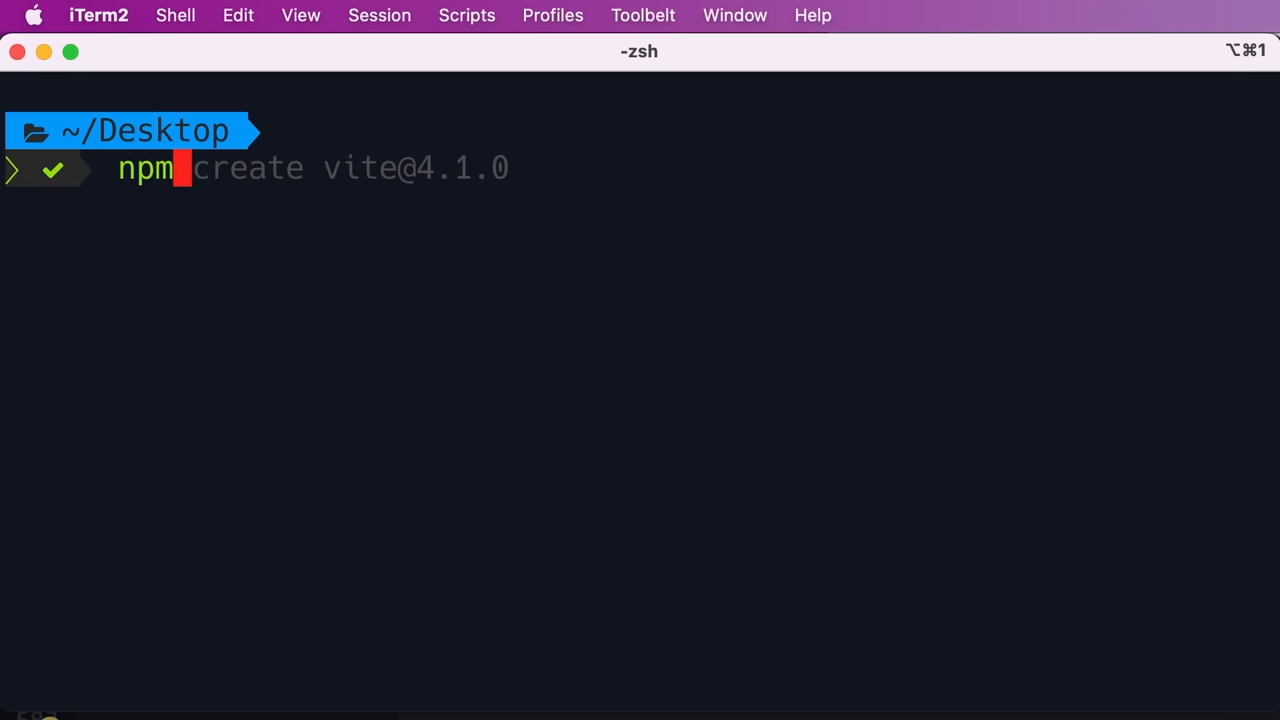 iTerm2 Shell Edit View Session Scripts Profiles Toolbelt Window Help
-zsh ⌥⌘1
~/Desktop
npm create vite@4.1.0